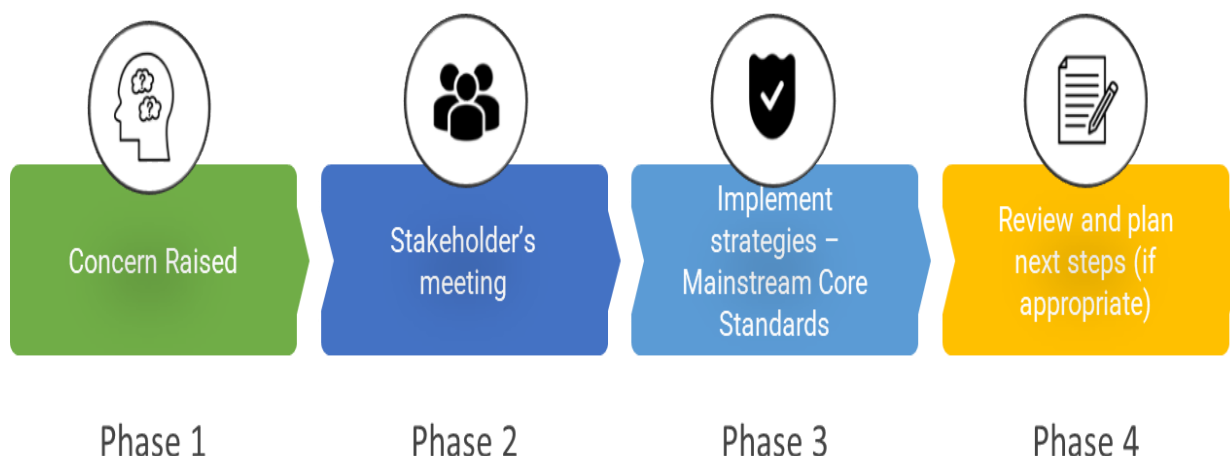 Concern Raised
Stakeholder’s
meeting
Implement
strategies –
Mainstream Core
Standards
Review and plan
next steps (if
appropriate)
Phase 1
Phase 2
Phase 3
Phase 4